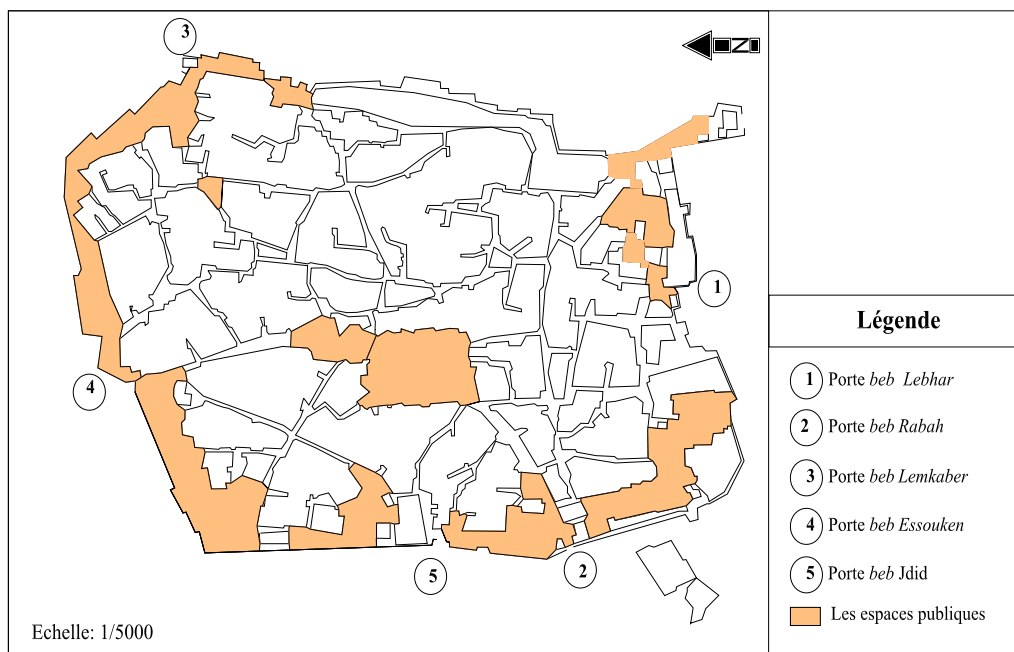 3
N
1
4
5
2
Echelle: 1/5000
Légende
1 Porte beb Lebhar
2 Porte beb Rabah
3 Porte beb Lemkaber
4 Porte beb Essouken
5 Porte beb Jdid
Les espaces publiques